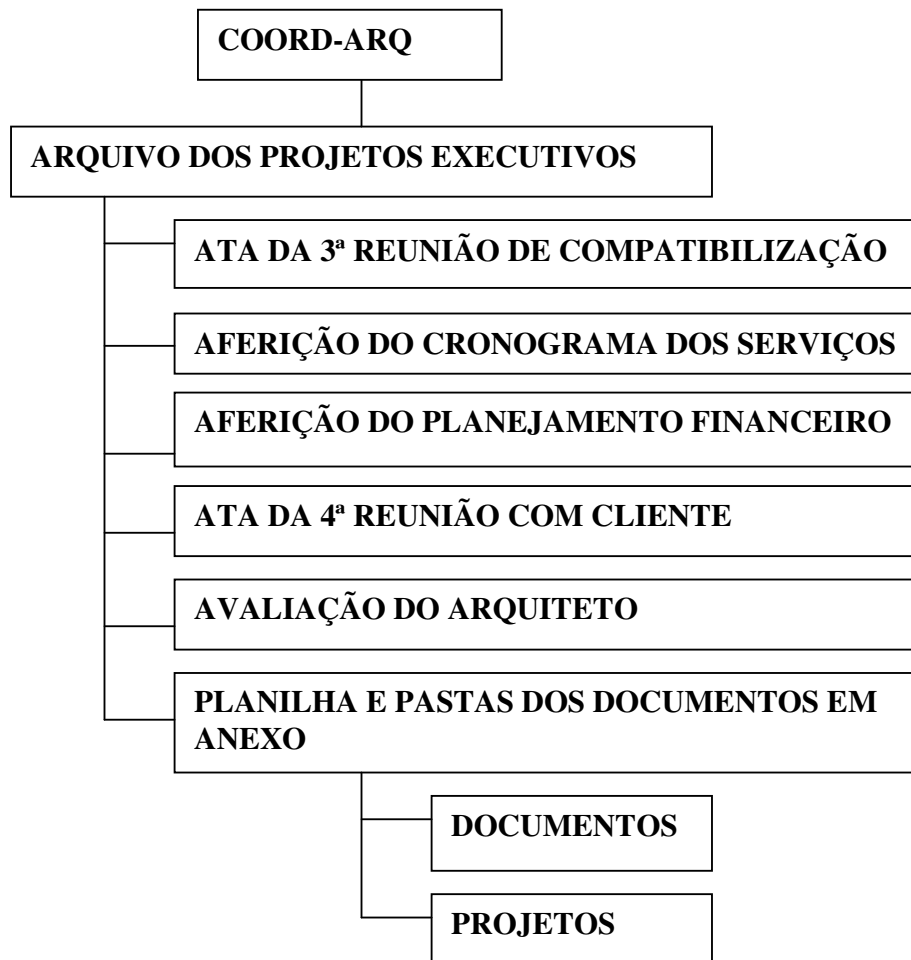 COORD-ARQ
ARQUIVO DOS PROJETOS EXECUTIVOS
ATA DA 3ª REUNIÃO DE COMPATIBILIZAÇÃO
AFERIÇÃO DO CRONOGRAMA DOS SERVIÇOS
AFERIÇÃO DO PLANEJAMENTO FINANCEIRO
ATA DA 4ª REUNIÃO COM CLIENTE
AVALIAÇÃO DO ARQUITETO
PLANILHA E PASTAS DOS DOCUMENTOS EM
ANEXO
DOCUMENTOS
PROJETOS